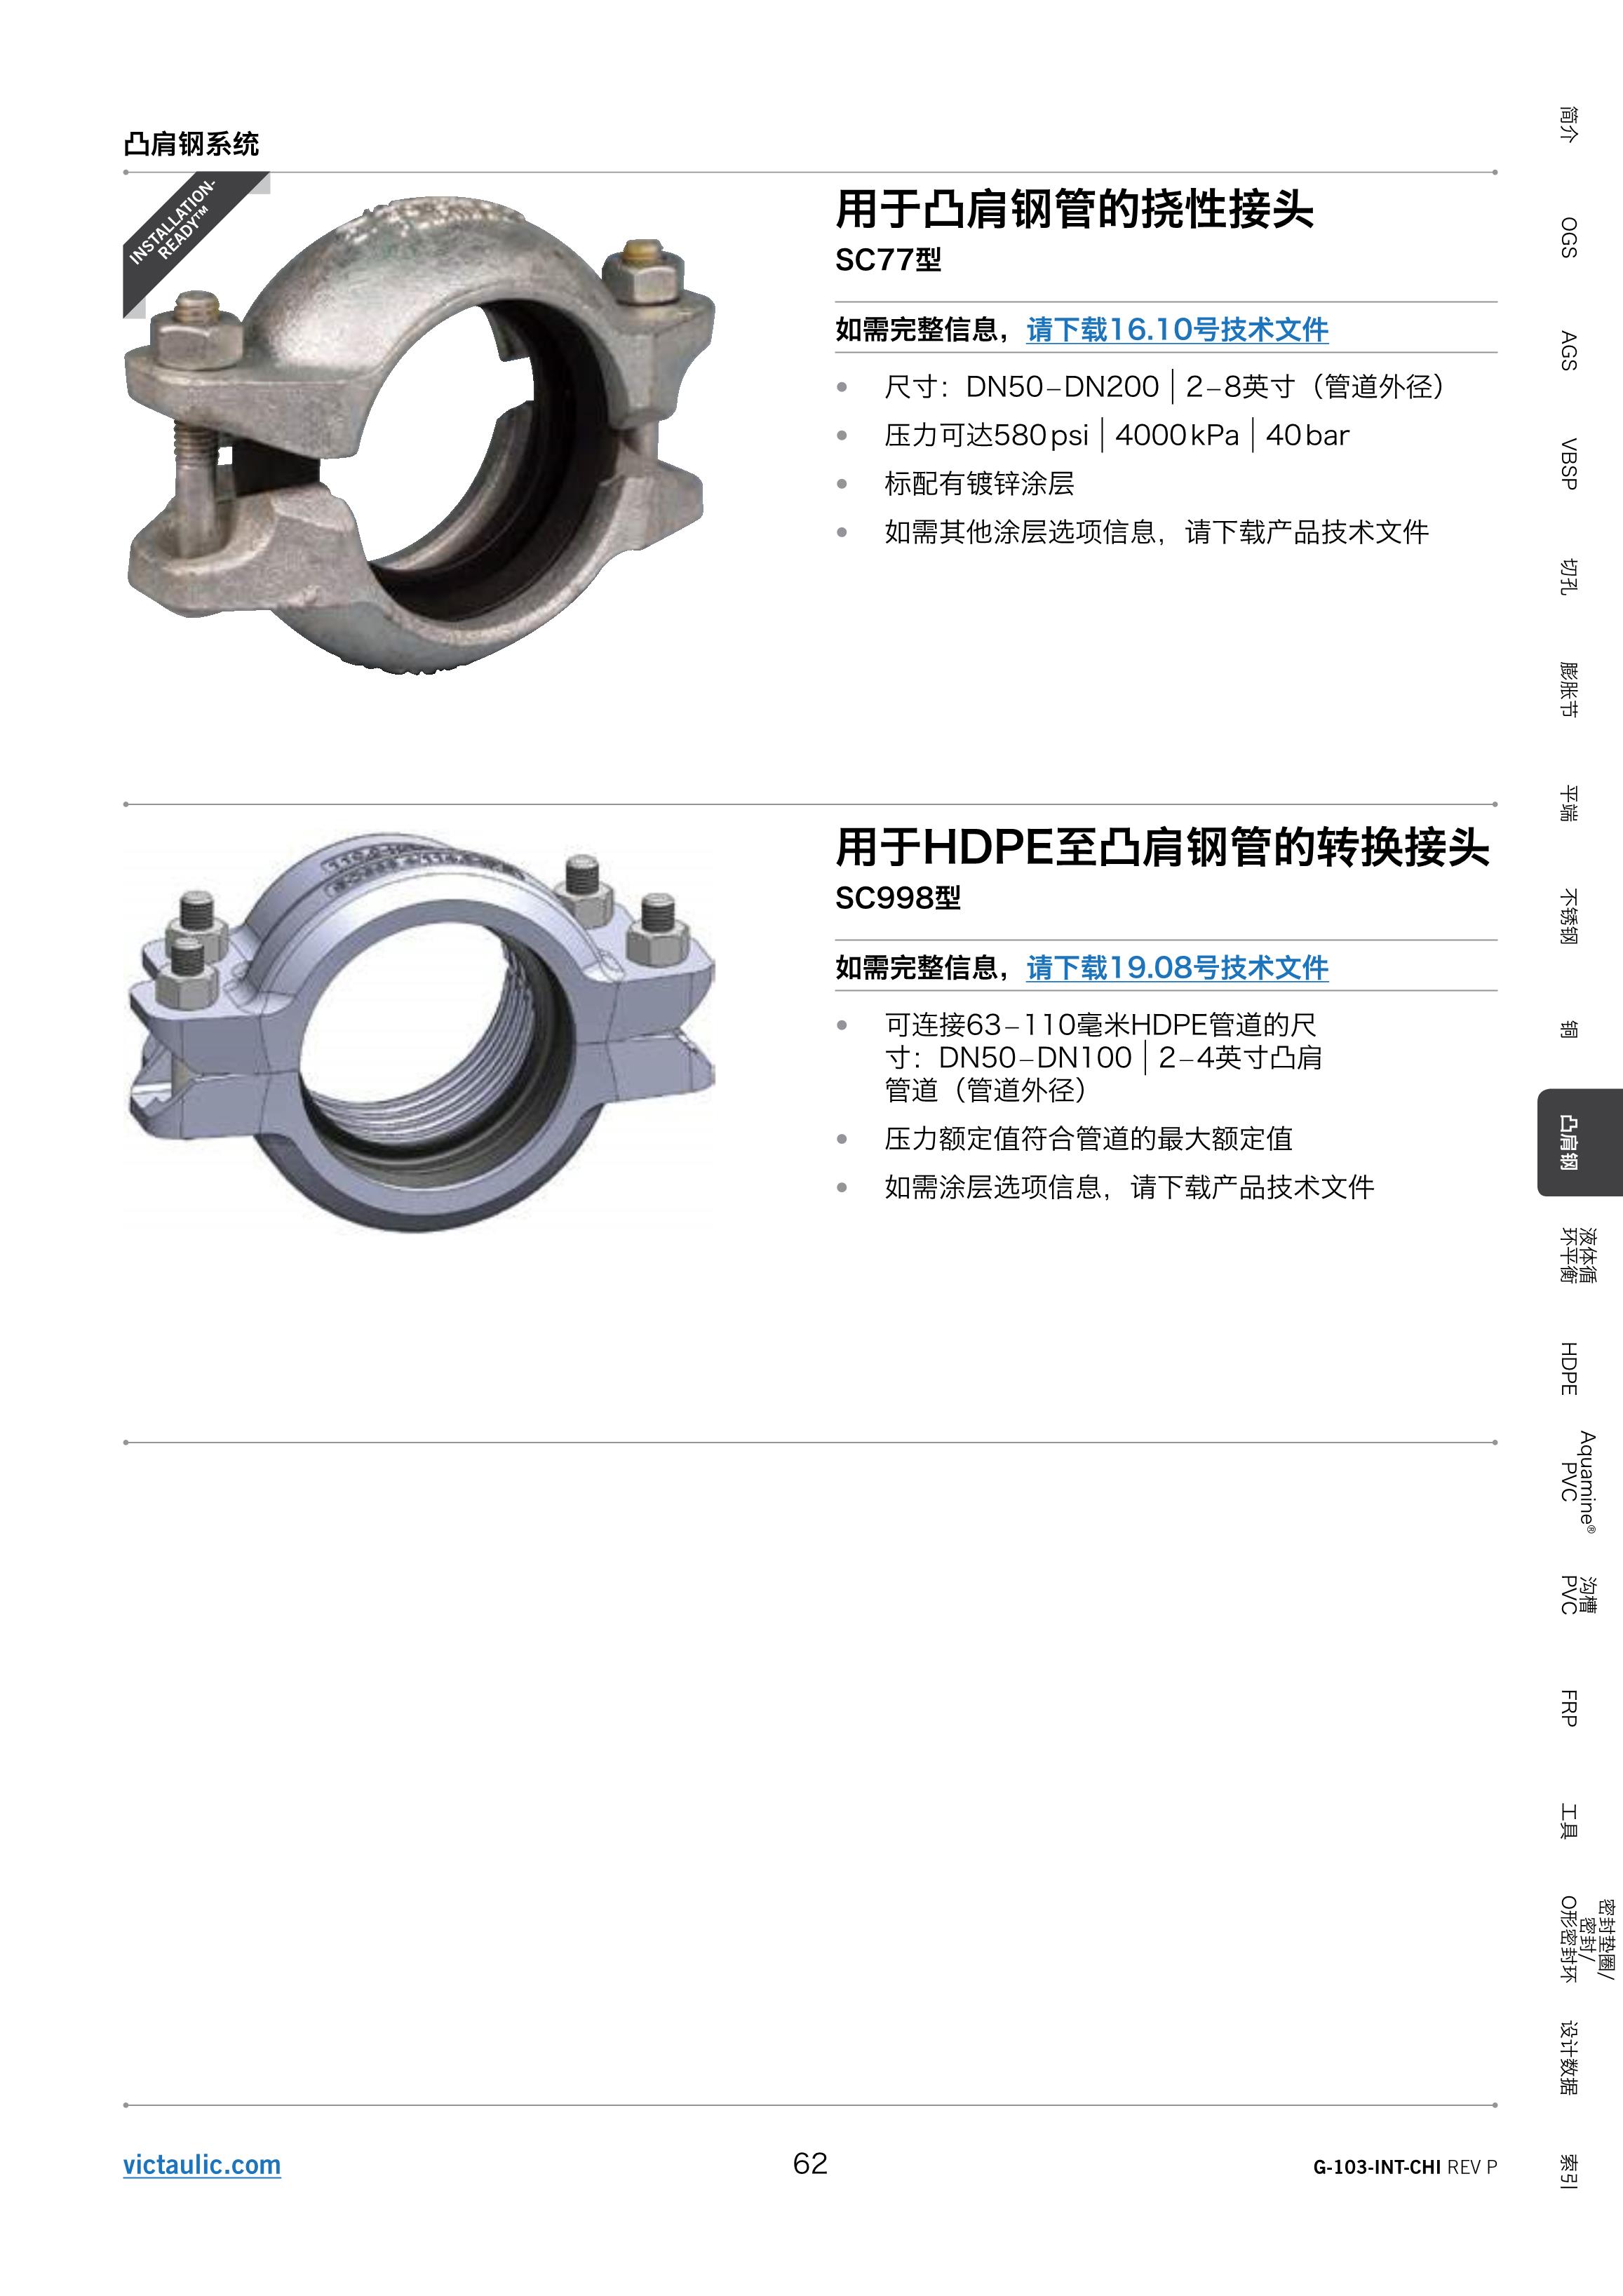 凸肩钢系统
INSTALLATION-
READY™
用于凸肩钢管的挠性接头
SC77型
如需完整信息，请下载16.10号技术文件
• 尺寸：DN50–DN200 | 2–8英寸（管道外径）
• 压力可达580 psi | 4000 kPa | 40 bar
• 标配有镀锌涂层
• 如需其他涂层选项信息，请下载产品技术文件
用于HDPE至凸肩钢管的转换接头
SC998型
如需完整信息，请下载19.08号技术文件
• 可连接63–110毫米HDPE管道的尺
寸：DN50–DN100 | 2–4英寸凸肩
管道（管道外径）
• 压力额定值符合管道的最大额定值
• 如需涂层选项信息，请下载产品技术文件
victaulic.com
62
G-103-INT-CHI REV P
简介
OGS
AGS
VBSP
切孔
膨胀节
平端
不锈钢
铜
凸肩钢
液体循
环平衡
HDPE
Aquamine®
PVC
沟槽
PVC
FRP
工具
密封垫圈/
密封/
O形密封环
设计数据
索引